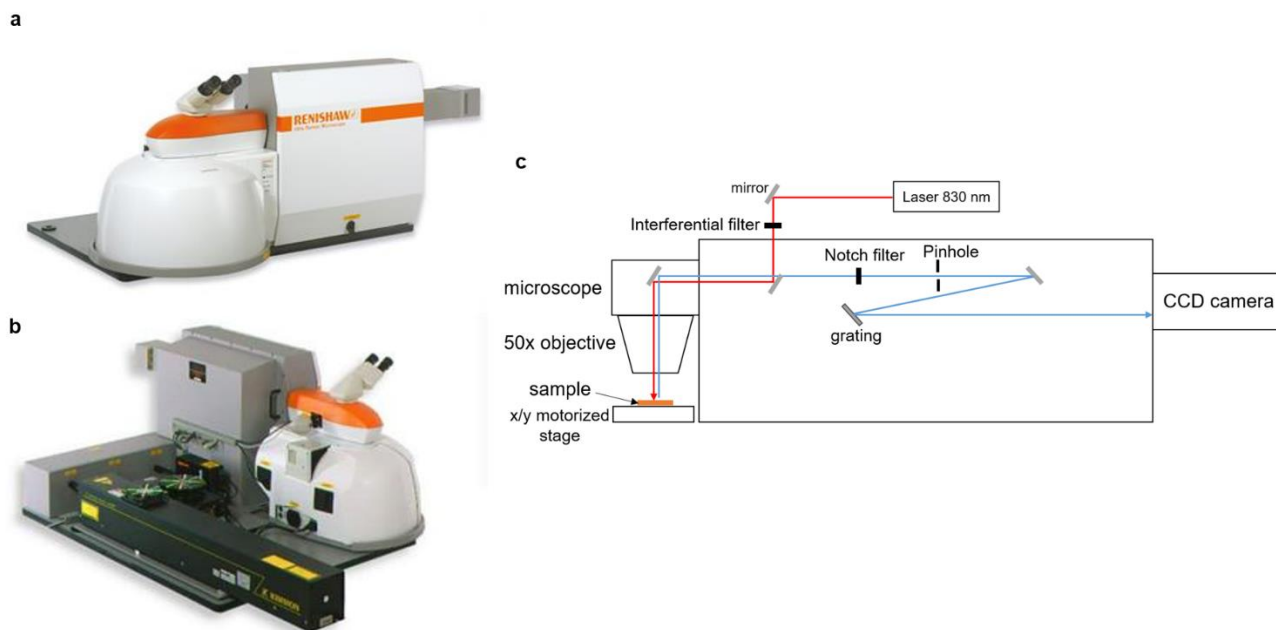 a
RENISHAW
b
KIMMON
c
mirror
Laser 830 nm
Interferential filter
Notch filter
Pinhole
microscope
CCD camera
grating
50x objective
sample
x/y motorized
stage